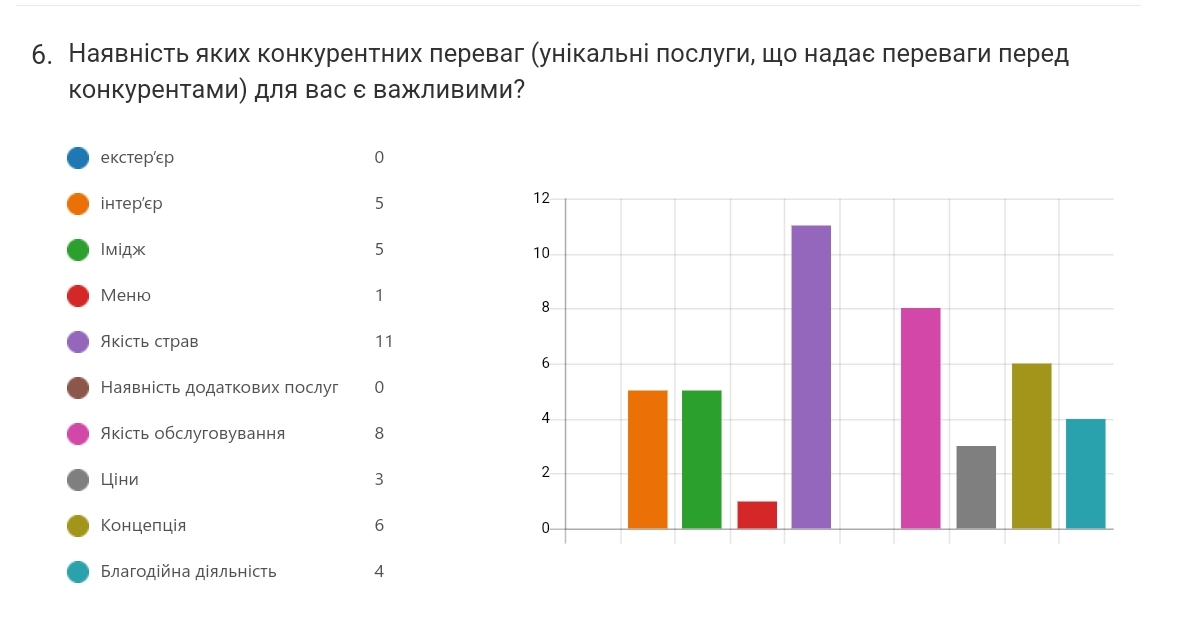 6. Наявність яких конкурентних переваг (унікальні послуги, що надає переваги перед
конкурентами) для вас є важливими?
екстер'єр 0
інтер'єр 5
Імідж 5
Меню 1
Якість страв 11
Наявність додаткових послуг 0
Якість обслуговування 8
Ціни 3
Концепція 6
Благодійна діяльність 4
12
10
8
6
4
2
0